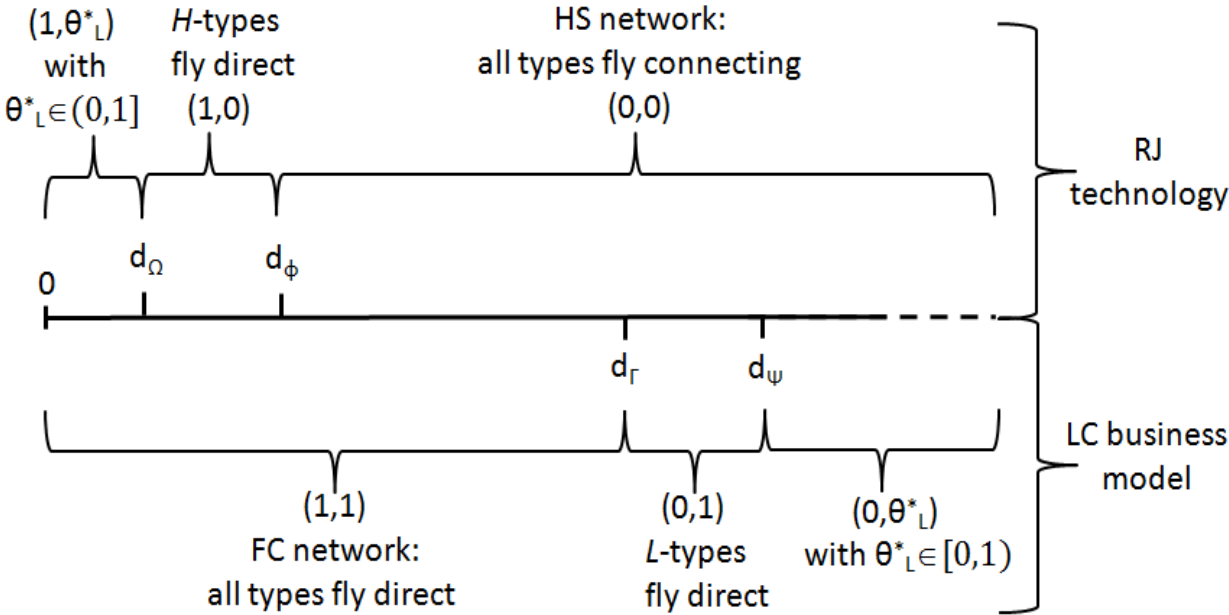 (1,θ*L)
with
θ*L∈(0,1]
H-types
fly direct
(1,0)
HS network:
all types fly connecting
(0,0)
RJ
technology
0
dΩ
dϕ
dΓ
dΨ
(1,1)
FC network:
all types fly direct
(0,1)
L-types
fly direct
(0,θ*L)
with θ*L∈[0,1)
LC business
model